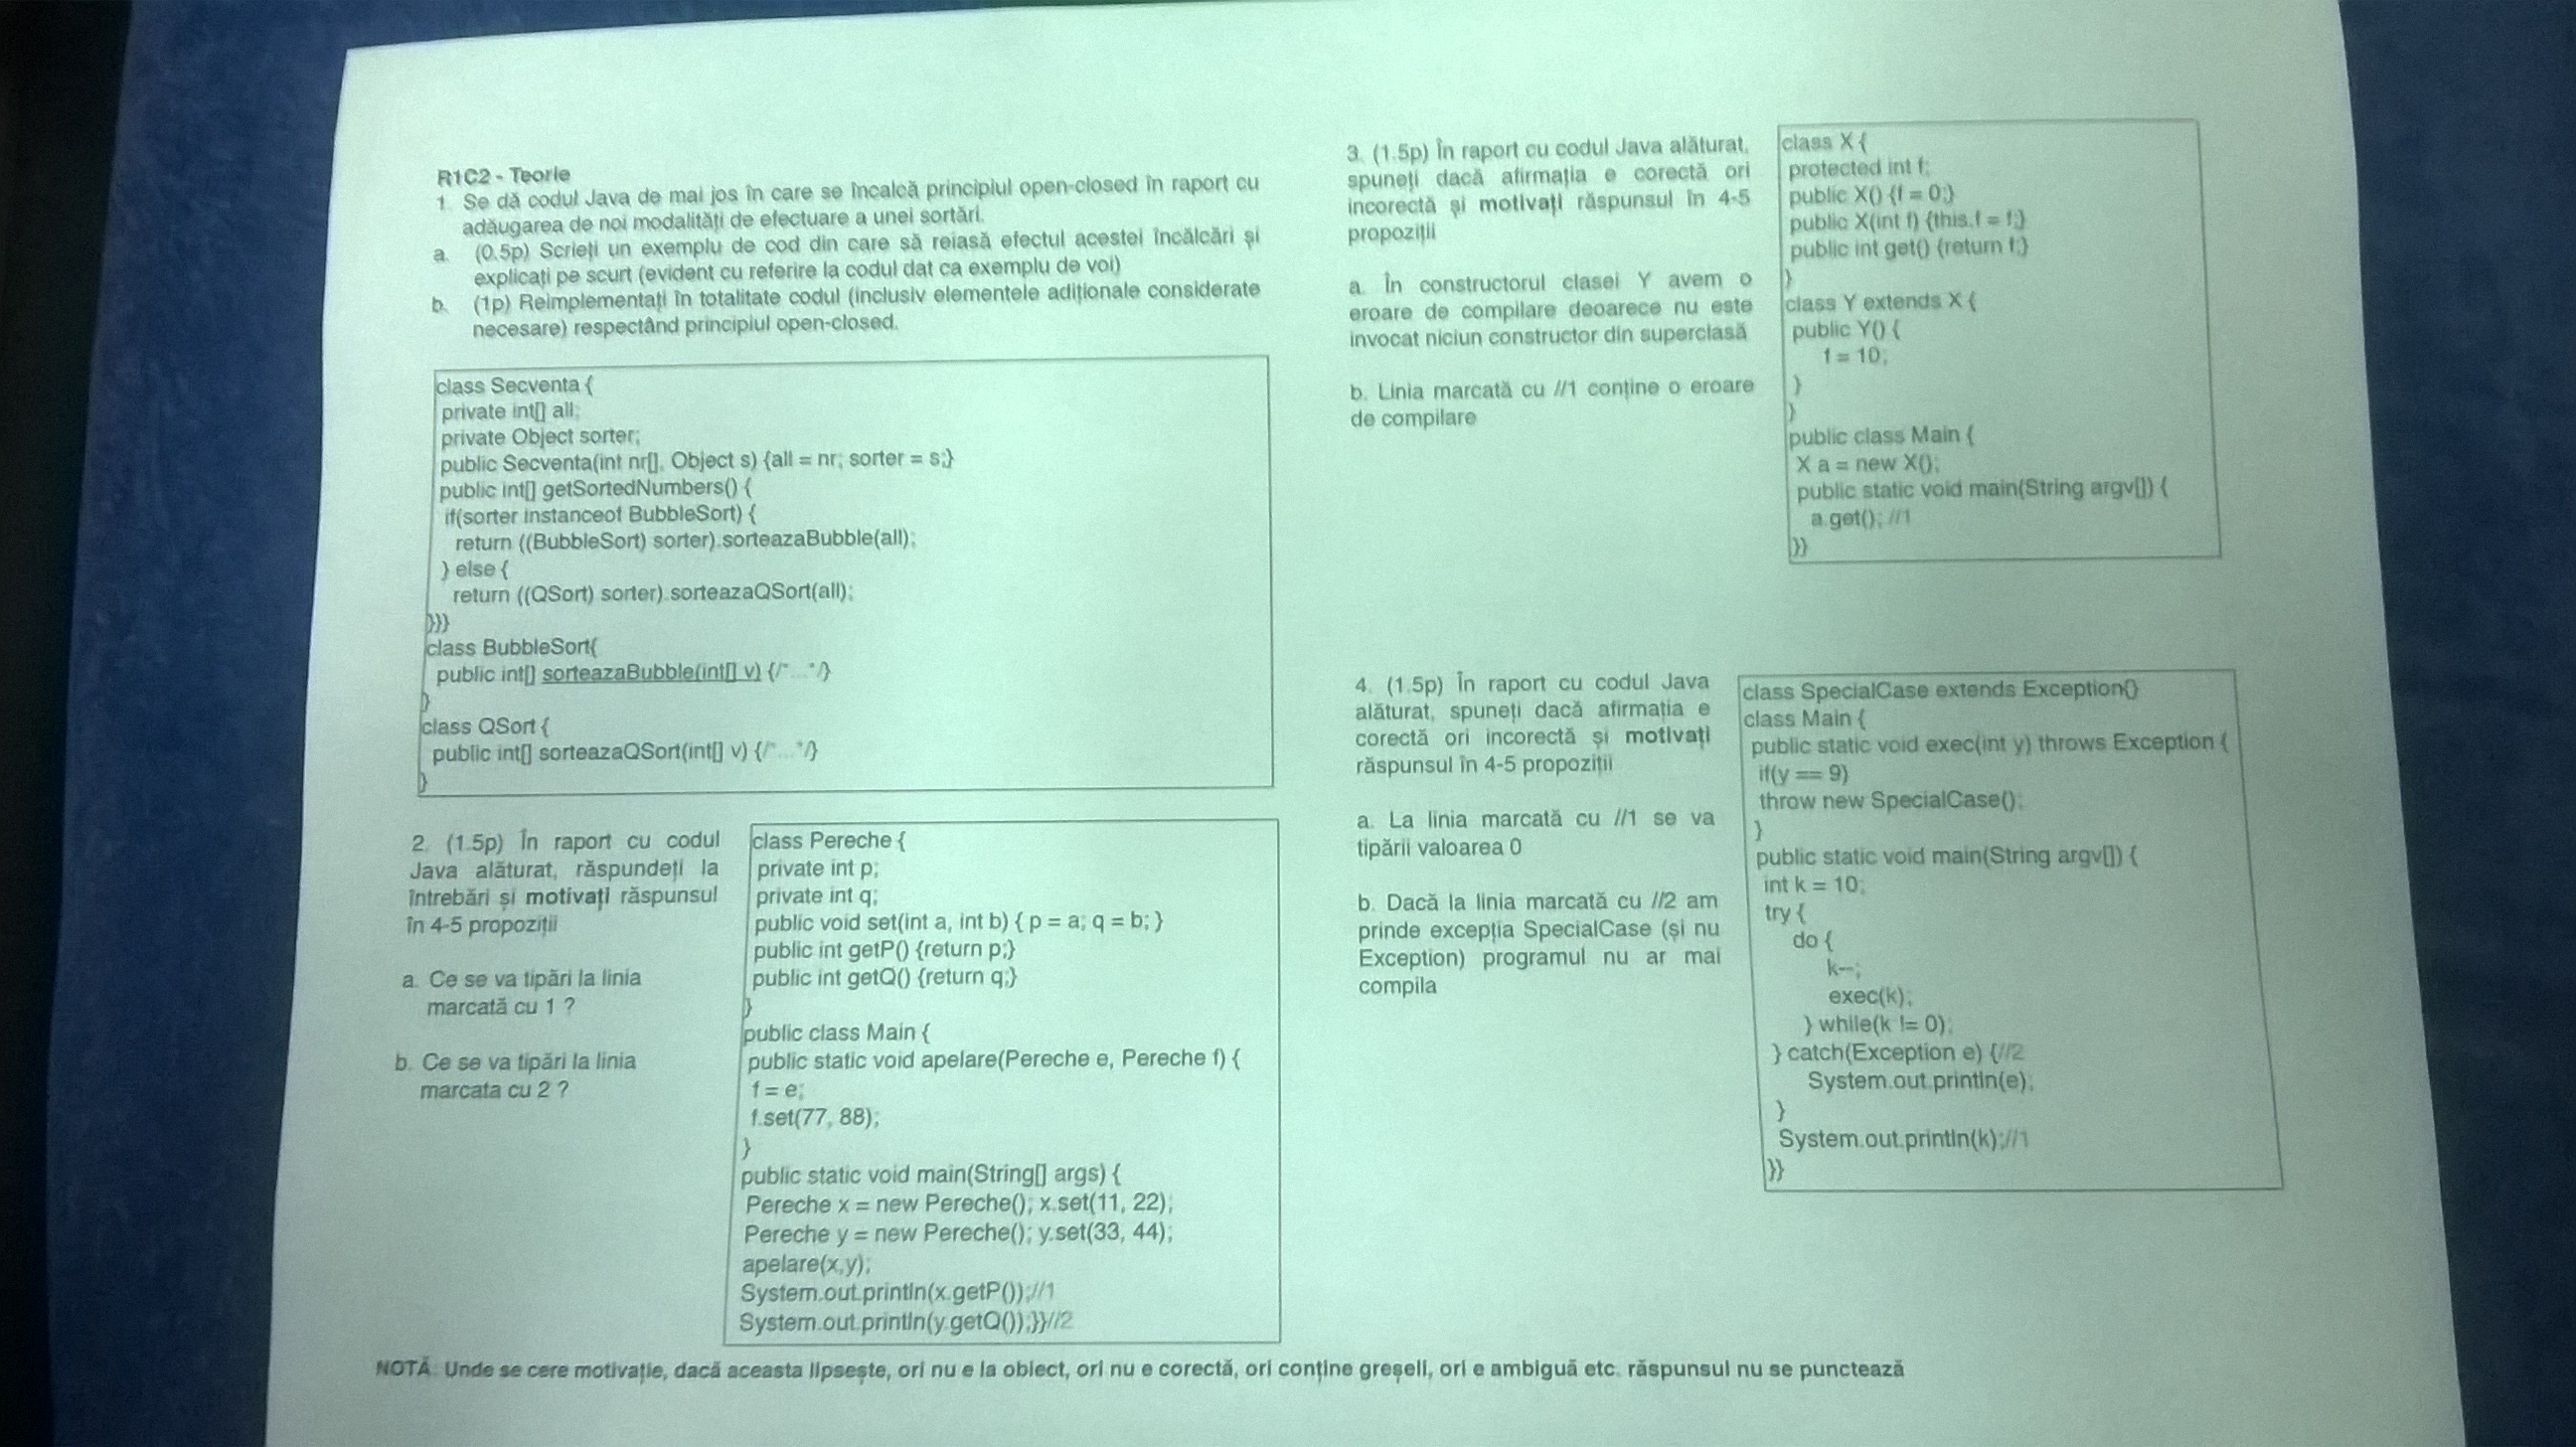 R1C2 - Teorie
1. Se dă codul Java de mai jos în care se încalcă principiul open-closed în raport cu
adăugarea de noi modalități de efectuare a unei sortări.
a. (0.5p) Scrieți un exemplu de cod din care să reiasă efectul acestei încălcări și
explicați pe scurt (evident cu referire la codul dat ca exemplu de voi)
b. (1p) Reimplementați în totalitate codul (inclusiv elementele adiționale considerate
necesare) respectând principiul open-closed.
class Secventa {
private int[] all;
private Object sorter;
public Secventa(int nr[], Object s) {all = nr; sorter = s;}
public int[] getSortedNumbers() {
if(sorter instanceof BubbleSort) {
return ((BubbleSort) sorter).sorteazaBubble(all);
} else {
return ((QSort) sorter).sorteazaQSort(all);
}}}
class BubbleSort{
public int[] sorteazaBubble(int[] v) {/*...*/}
}
class QSort {
public int[] sorteazaQSort(int[] v) {/*...*/}
}
2. (1.5p) În raport cu codul
Java alăturat, răspundeți la
întrebări și motivați răspunsul
în 4-5 propoziții
a. Ce se va tipări la linia
marcată cu 1 ?
b. Ce se va tipări la linia
marcata cu 2 ?
class Pereche {
private int p;
private int q;
public void set(int a, int b) { p = a; q = b; }
public int getP() {return p;}
public int getQ() {return q;}
}
public class Main {
public static void apelare(Pereche e, Pereche f) {
f = e;
f.set(77, 88);
}
public static void main(String[] args) {
Pereche x = new Pereche(); x.set(11, 22);
Pereche y = new Pereche(); y.set(33, 44);
apelare(x,y);
System.out.println(x.getP());//1
System.out.println(y.getQ());}}//2
3. (1.5p) În raport cu codul Java alăturat,
spuneți dacă afirmația e corectă ori
incorectă și motivați răspunsul în 4-5
propoziții
a. În constructorul clasei Y avem o
eroare de compilare deoarece nu este
invocat niciun constructor din superclasă
b. Linia marcată cu //1 conține o eroare
de compilare
class X {
protected int f;
public X() {f = 0;}
public X(int f) {this.f = f;}
public int get() {return f;}
}
class Y extends X {
public Y() {
f = 10;
}
}
public class Main {
X a = new X();
public static void main(String argv[]) {
a.get(); //1
}}
4. (1.5p) În raport cu codul Java
alăturat, spuneți dacă afirmația e
corectă ori incorectă și motivați
răspunsul în 4-5 propoziții
a. La linia marcată cu //1 se va
tipării valoarea 0
b. Dacă la linia marcată cu //2 am
prinde excepția SpecialCase (și nu
Exception) programul nu ar mai
compila
class SpecialCase extends Exception{}
class Main {
public static void exec(int y) throws Exception {
if(y == 9)
throw new SpecialCase();
}
public static void main(String argv[]) {
int k = 10;
try {
do {
k--;
exec(k);
} while(k != 0);
} catch(Exception e) {//2
System.out.println(e);
}
System.out.println(k);//1
}}
NOTĂ: Unde se cere motivație, dacă aceasta lipsește, ori nu e la obiect, ori nu e corectă, ori conține greșeli, ori e ambiguă etc. răspunsul nu se punctează